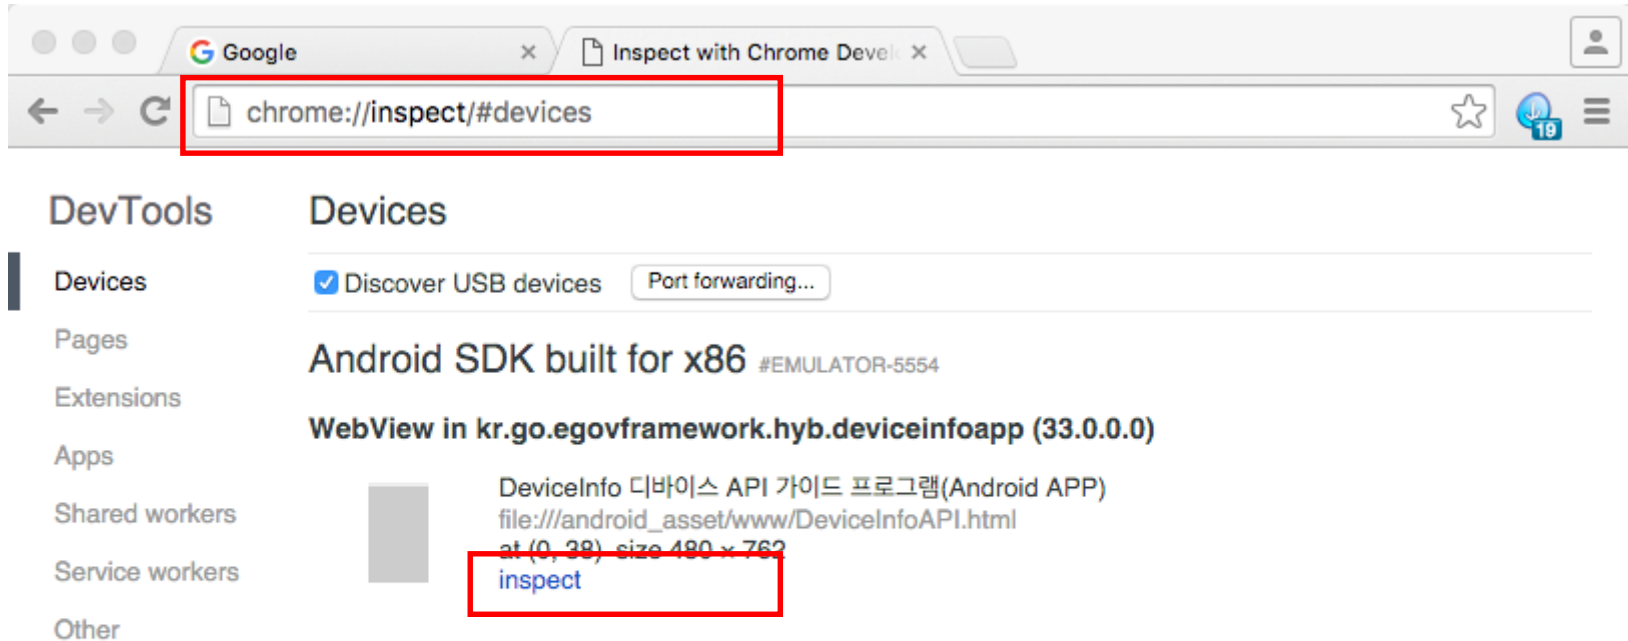 Google
Inspect with Chrome Devel
chrome://inspect/#devices
19
DevTools
Devices
Pages
Extensions
Apps
Shared workers
Service workers
Other
Devices
Discover USB devices
Port forwarding...
Android SDK built for x86 #EMULATOR-5554
WebView in kr.go.egovframework.hyb.deviceinfoapp (33.0.0.0)
DeviceInfo 디바이스 API 가이드 프로그램(Android APP)
file:///android_asset/www/DeviceInfoAPI.html
at (0, 38) size 480 × 762
inspect